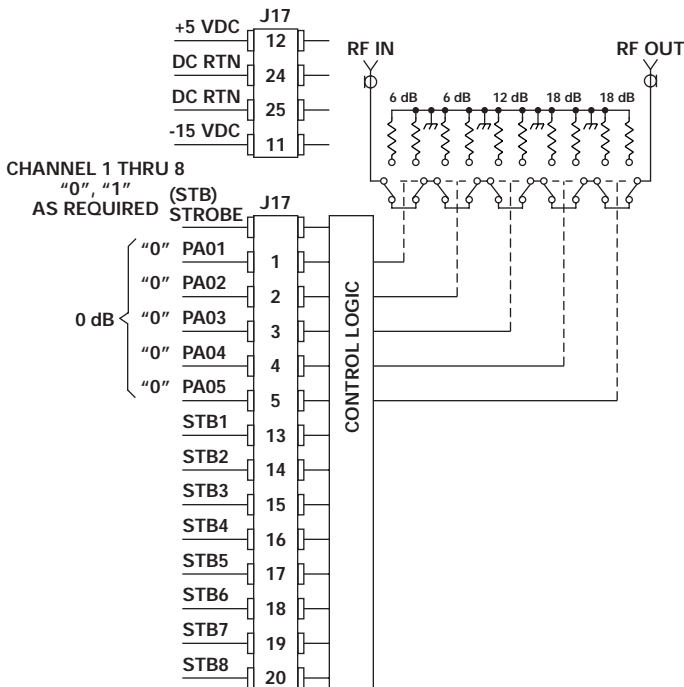 J17
+5 VDC 12
DC RTN 24
DC RTN 25
-15 VDC 11
RF IN
RF OUT
6 dB 6 dB 12 dB 18 dB 18 dB
CHANNEL 1 THRU 8
“0”, “1”
AS REQUIRED
(STB)
STROBE
J17
0 dB
“0” PA01 1
“0” PA02 2
“0” PA03 3
“0” PA04 4
“0” PA05 5
STB1 13
STB2 14
STB3 15
STB4 16
STB5 17
STB6 18
STB7 19
STB8 20
CONTROL LOGIC